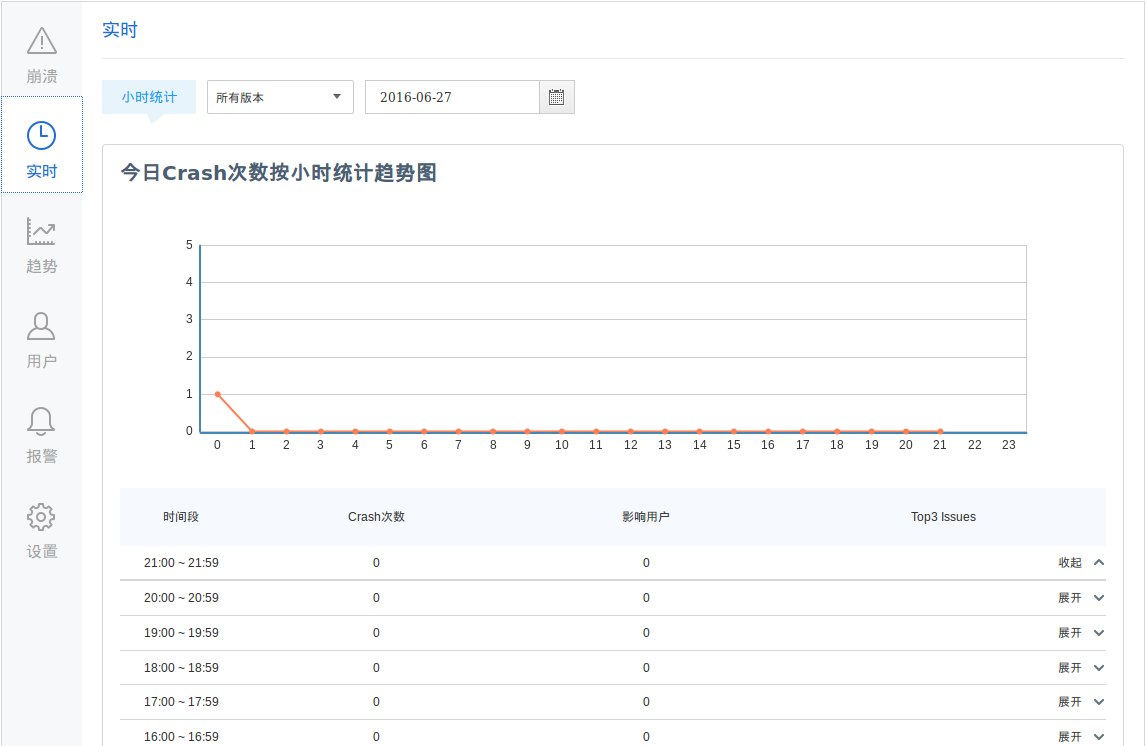 实时
崩溃
实时
趋势
用户
报警
设置
小时统计
所有版本
2016-06-27
今日Crash次数按小时统计趋势图
5
4
3
2
1
0
0 1 2 3 4 5 6 7 8 9 10 11 12 13 14 15 16 17 18 19 20 21 22 23
时间段 Crash次数 影响用户 Top3 Issues
21:00 ~ 21:59 0 0 收起
20:00 ~ 20:59 0 0 展开
19:00 ~ 19:59 0 0 展开
18:00 ~ 18:59 0 0 展开
17:00 ~ 17:59 0 0 展开
16:00 ~ 16:59 0 0 展开